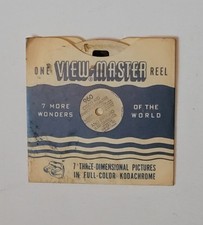 ONE VIEW-MASTER REEL
7 MORE OF THE
WONDERS WORLD
7 THREE-DIMENSIONAL PICTURES
IN FULL-COLOR KODACHROME